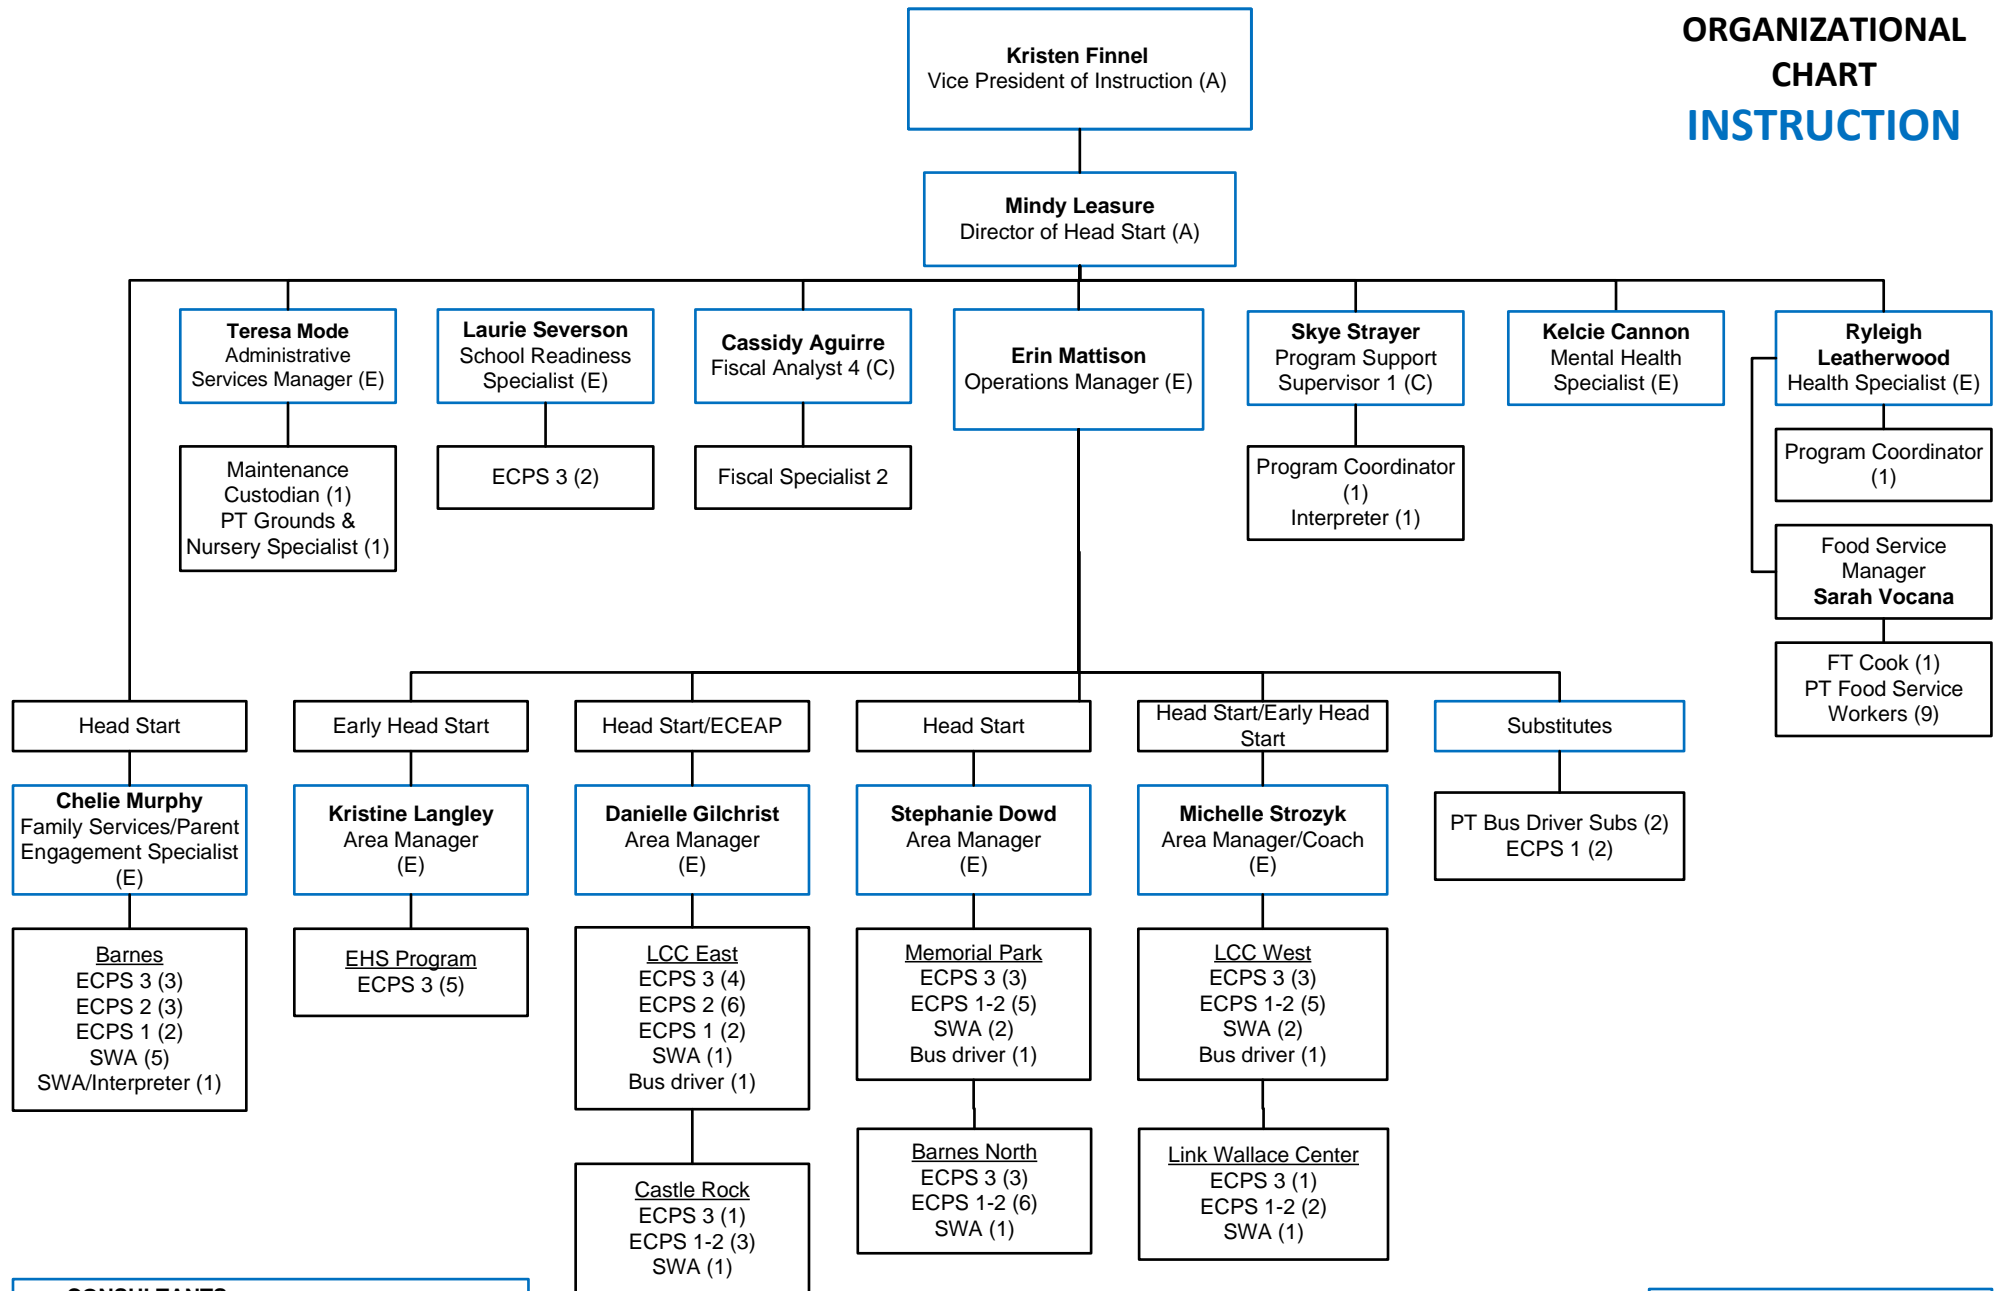 ORGANIZATIONAL
CHART
INSTRUCTION
Kristen Finnel
Vice President of Instruction (A)
Mindy Leasure
Director of Head Start (A)
Teresa Mode
Administrative
Services Manager (E)
Laurie Severson
School Readiness
Specialist (E)
Cassidy Aguirre
Fiscal Analyst 4 (C)
Erin Mattison
Operations Manager (E)
Skye Strayer
Program Support
Supervisor 1 (C)
Kelcie Cannon
Mental Health
Specialist (E)
Ryleigh
Leatherwood
Health Specialist (E)
Maintenance
Custodian (1)
PT Grounds &
Nursery Specialist (1)
ECPS 3 (2)
Fiscal Specialist 2
Program Coordinator
(1)
Interpreter (1)
Program Coordinator
(1)
Food Service
Manager
Sarah Vocana
FT Cook (1)
PT Food Service
Workers (9)
Head Start
Early Head Start
Head Start/ECEAP
Head Start
Head Start/Early Head
Start
Substitutes
Chelie Murphy
Family Services/Parent
Engagement Specialist
(E)
Kristine Langley
Area Manager
(E)
Danielle Gilchrist
Area Manager
(E)
Stephanie Dowd
Area Manager
(E)
Michelle Strozyk
Area Manager/Coach
(E)
PT Bus Driver Subs (2)
ECPS 1 (2)
Barnes
ECPS 3 (3)
ECPS 2 (3)
ECPS 1 (2)
SWA (5)
SWA/Interpreter (1)
EHS Program
ECPS 3 (5)
LCC East
ECPS 3 (4)
ECPS 2 (6)
ECPS 1 (2)
SWA (1)
Bus driver (1)
Memorial Park
ECPS 3 (3)
ECPS 1-2 (5)
SWA (2)
Bus driver (1)
LCC West
ECPS 3 (3)
ECPS 1-2 (5)
SWA (2)
Bus driver (1)
Castle Rock
ECPS 3 (1)
ECPS 1-2 (3)
SWA (1)
Barnes North
ECPS 3 (3)
ECPS 1-2 (6)
SWA (1)
Link Wallace Center
ECPS 3 (1)
ECPS 1-2 (2)
SWA (1)
CONSULTANTS